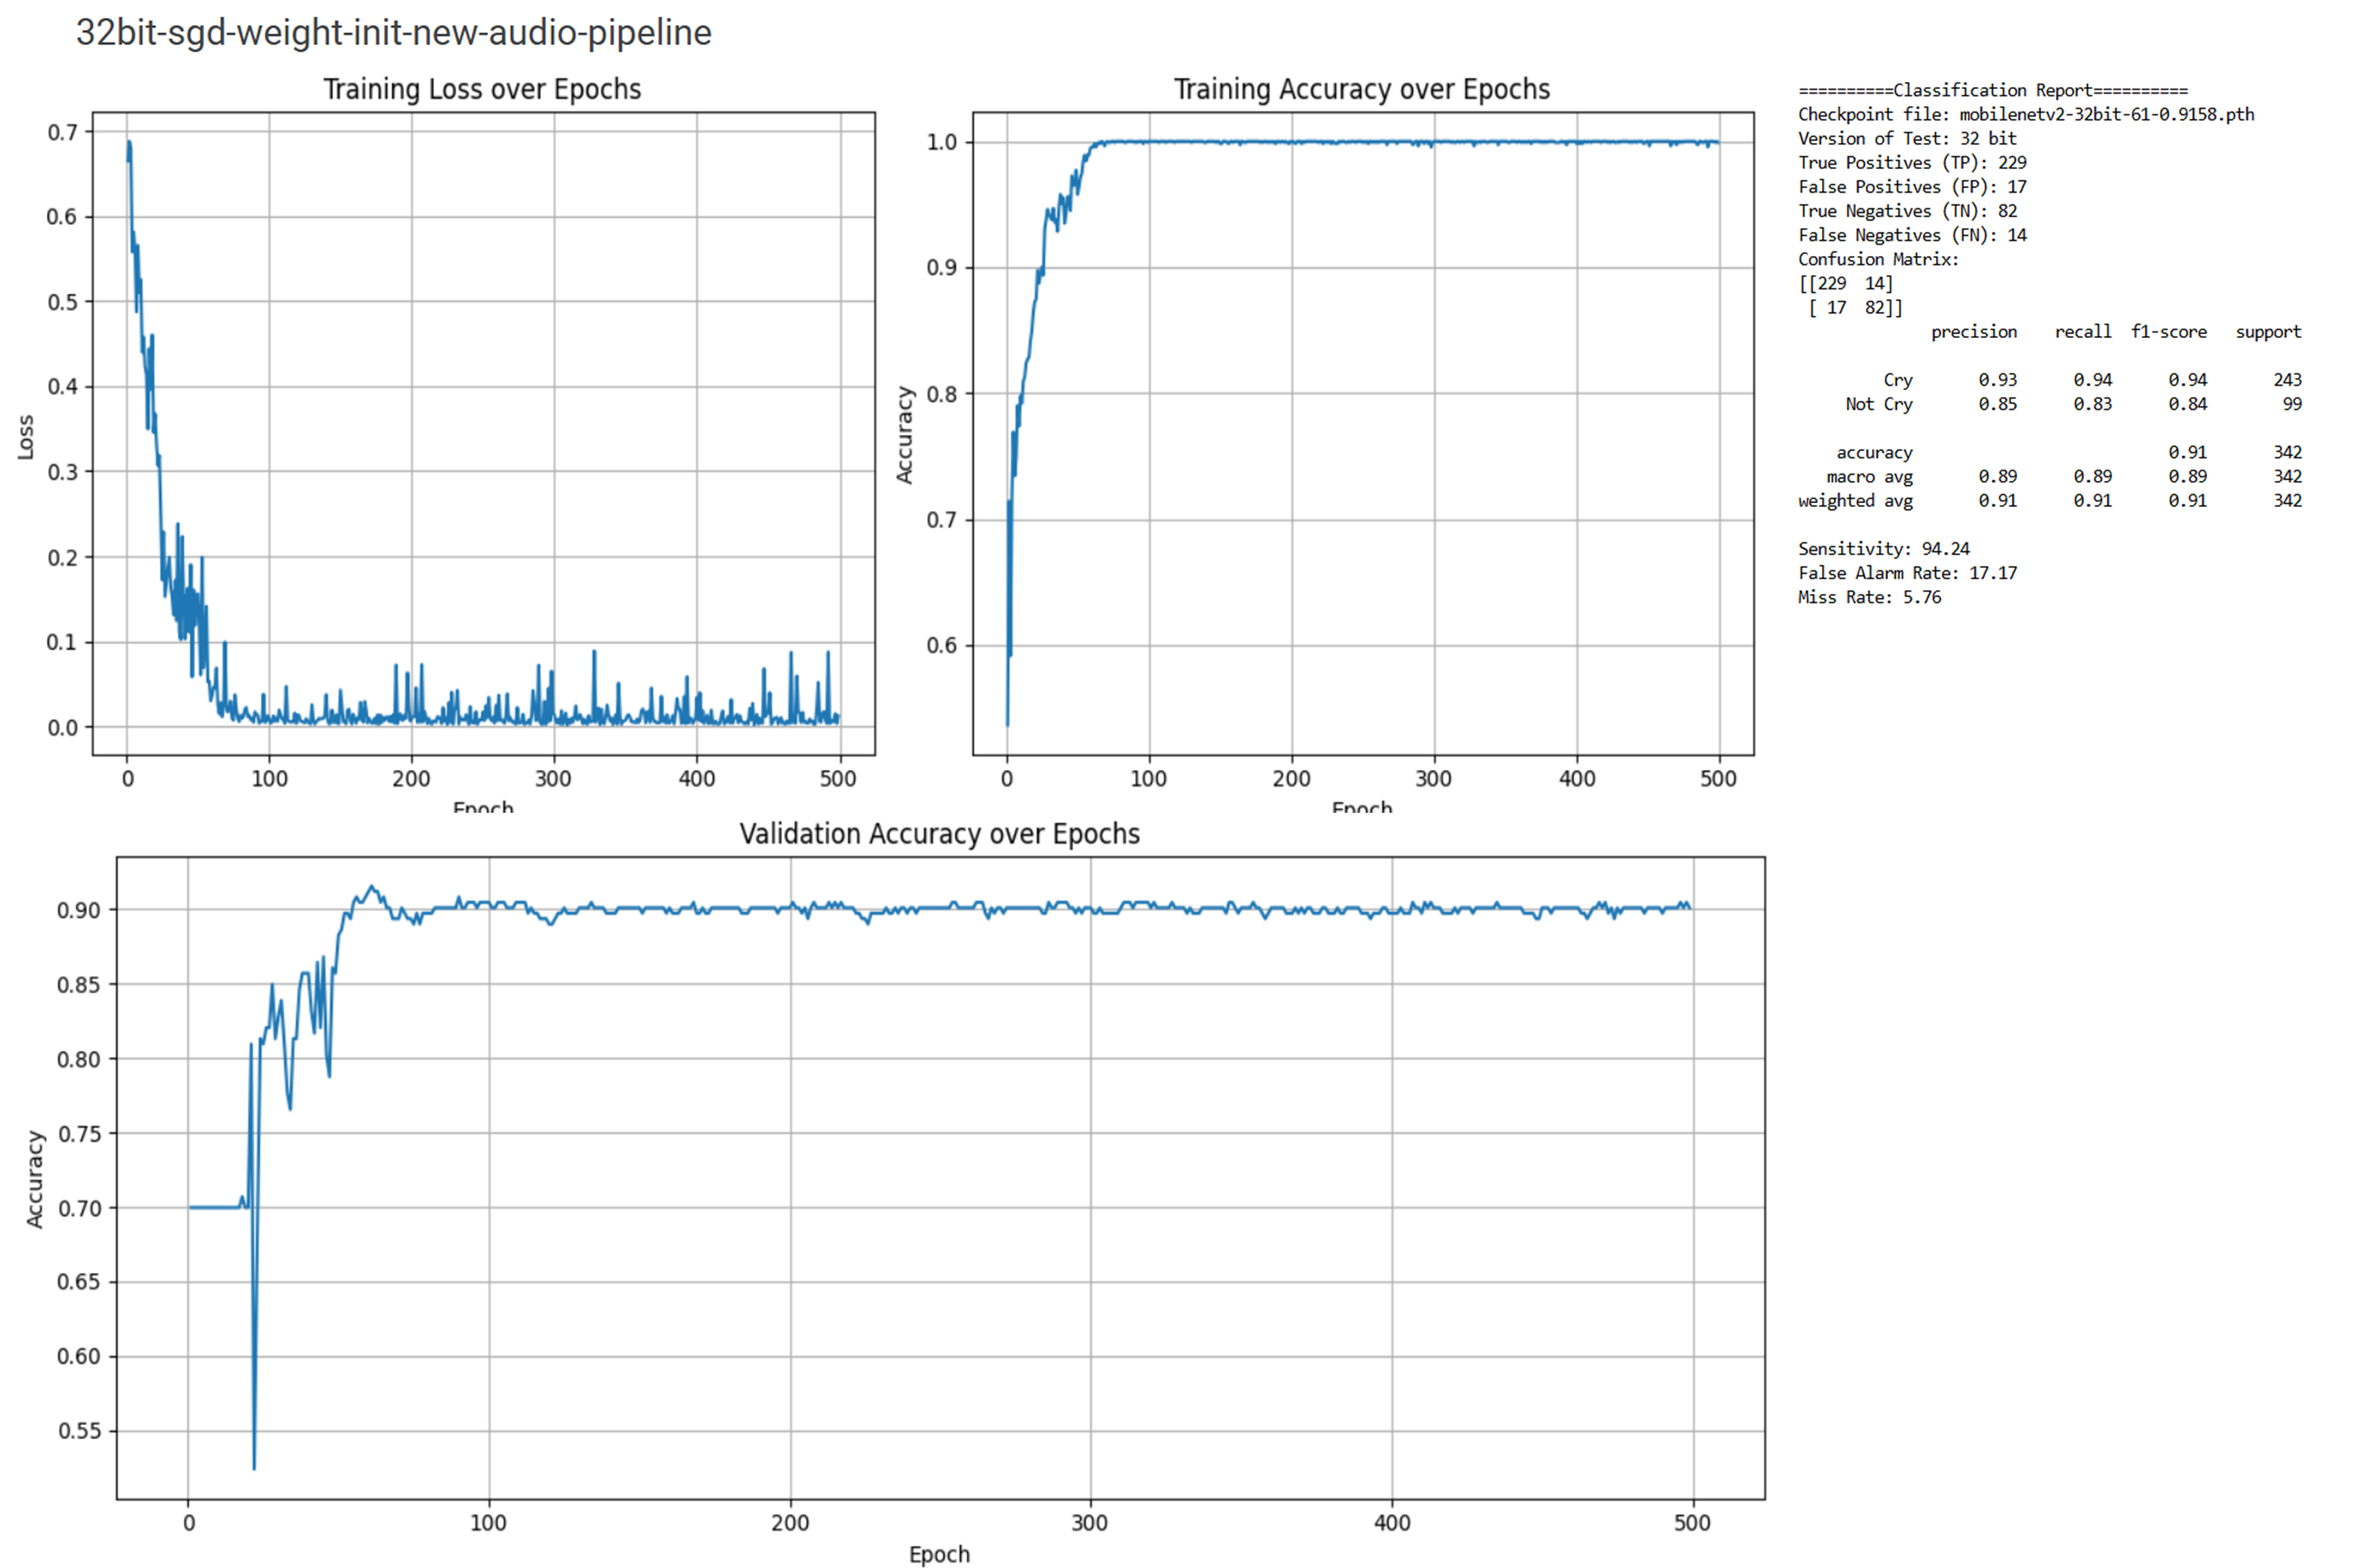 32bit-sgd-weight-init-new-audio-pipeline
Training Loss over Epochs
0.7
0.6
0.5
0.4
0.3
0.2
0.1
0.0
Loss
0 100 200 300 400 500
Epoch
Training Accuracy over Epochs
1.0
0.9
0.8
0.7
0.6
Accuracy
0 100 200 300 400 500
Epoch
==========Classification Report==========
Checkpoint file: mobilenetv2-32bit-61-0.9158.pth
Version of Test: 32 bit
True Positives (TP): 229
False Positives (FP): 17
True Negatives (TN): 82
False Negatives (FN): 14
Confusion Matrix:
[[229  14]
[ 17  82]]
precision recall f1-score support
Cry 0.93 0.94 0.94 243
Not Cry 0.85 0.83 0.84 99
accuracy 0.91 342
macro avg 0.89 0.89 0.89 342
weighted avg 0.91 0.91 0.91 342
Sensitivity: 94.24
False Alarm Rate: 17.17
Miss Rate: 5.76
Validation Accuracy over Epochs
0.90
0.85
0.80
0.75
0.70
0.65
0.60
0.55
Accuracy
0 100 200 300 400 500
Epoch